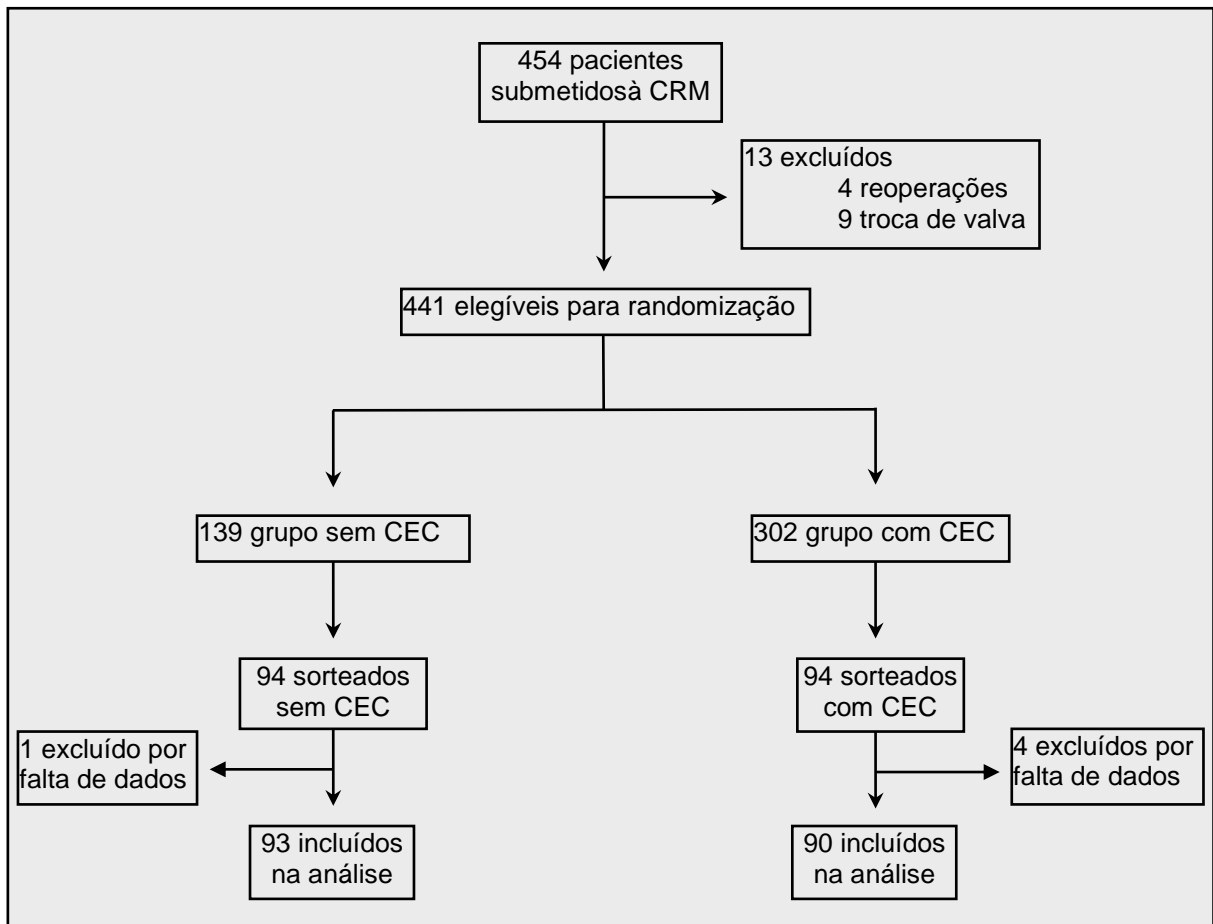 454 pacientes
submetidosà CRM
13 excluídos
4 reoperações
9 troca de valva
441 elegíveis para randomização
139 grupo sem CEC
302 grupo com CEC
94 sorteados
sem CEC
94 sorteados
com CEC
1 excluído por
falta de dados
4 excluídos por
falta de dados
93 incluídos
na análise
90 incluídos
na análise